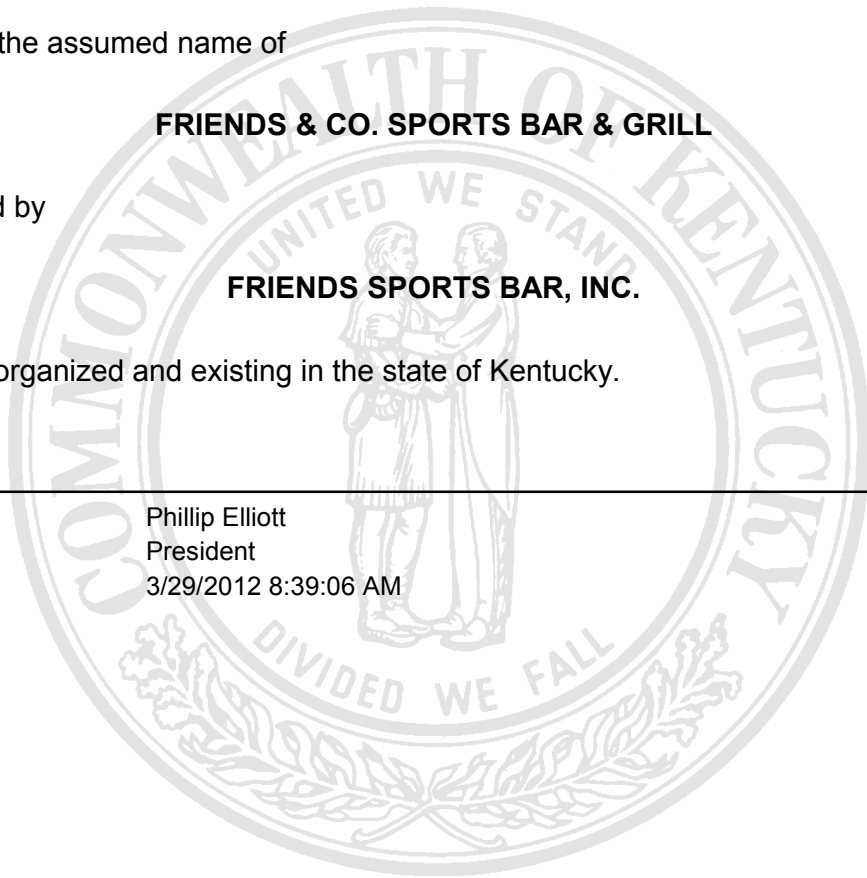 the assumed name of
FRIENDS & CO. SPORTS BAR & GRILL
d by
FRIENDS SPORTS BAR, INC.
organized and existing in the state of Kentucky.
Phillip Elliott
President
3/29/2012 8:39:06 AM
COMMONWEALTH OF KENTUCKY
UNITED WE STAND
DIVIDED WE FALL